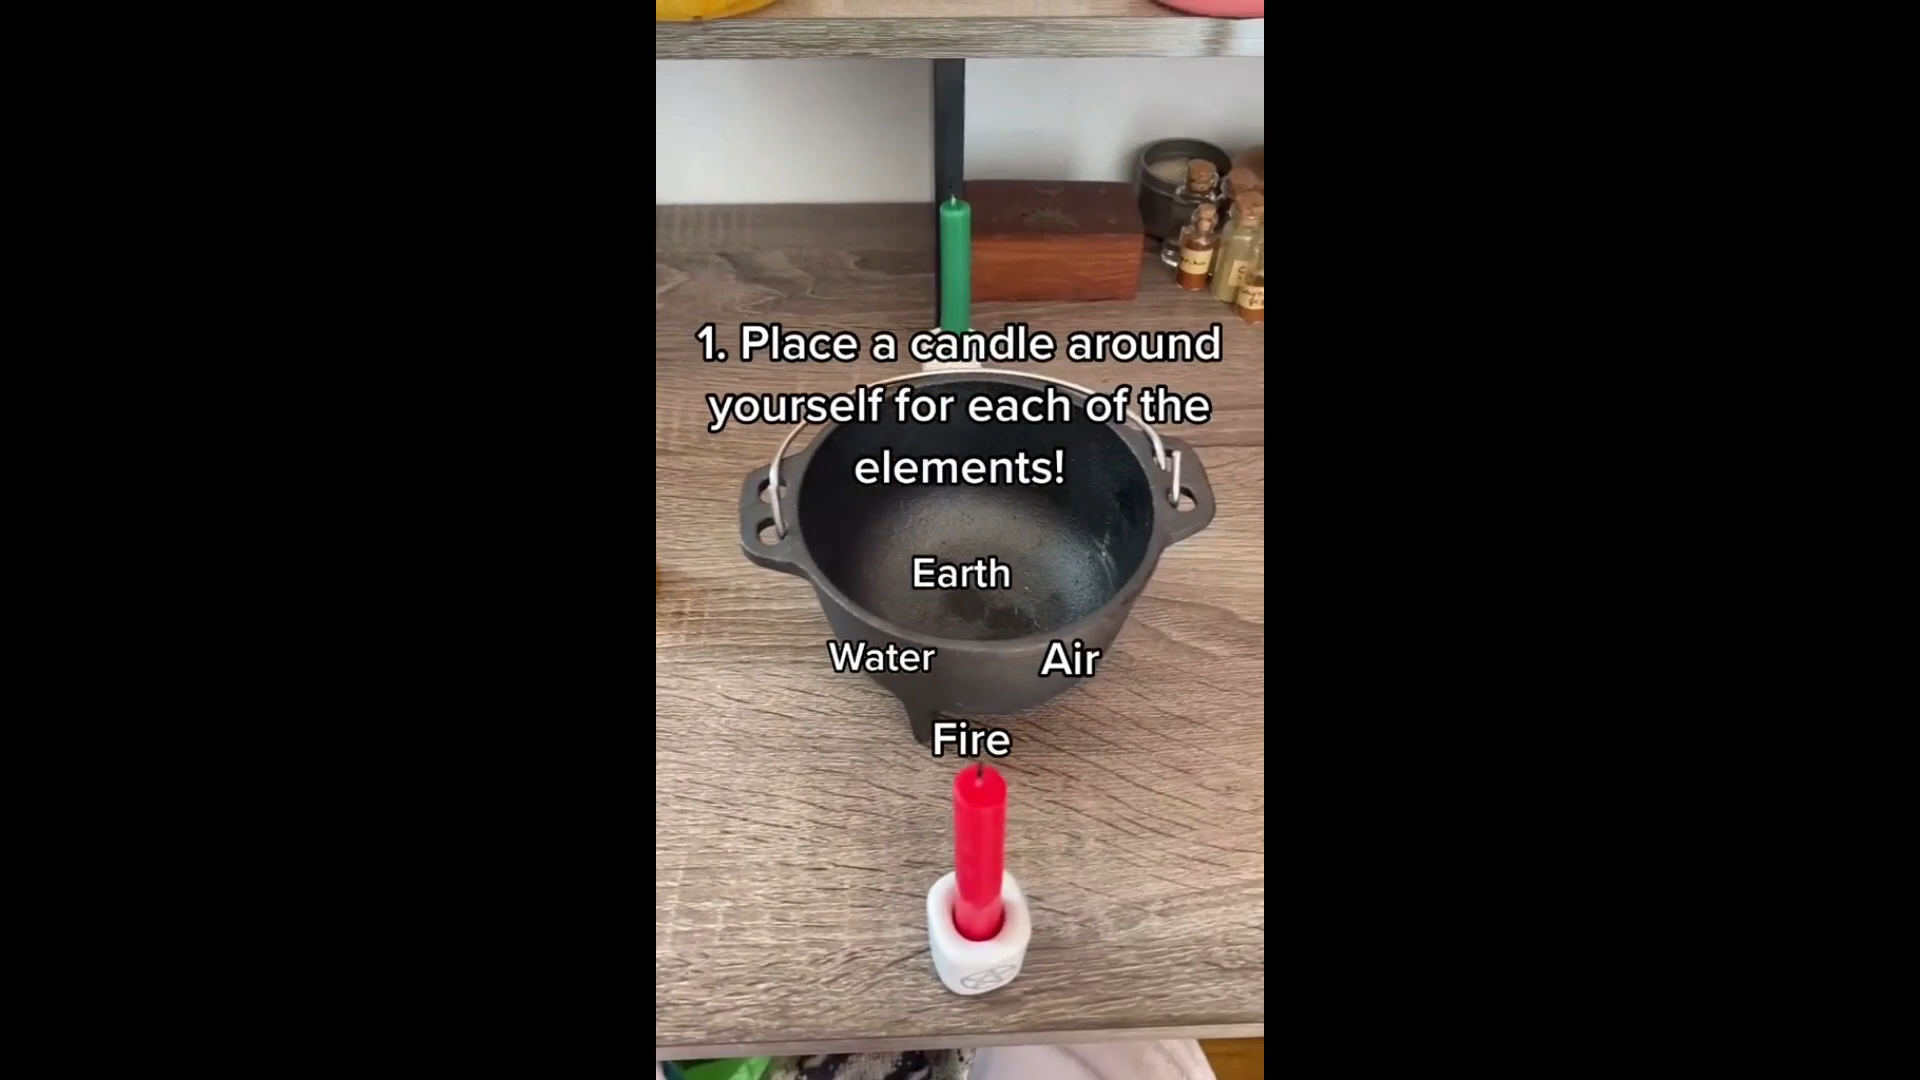 1. Place a candle around
yourself for each of the
elements!
Earth
Water
Air
Fire